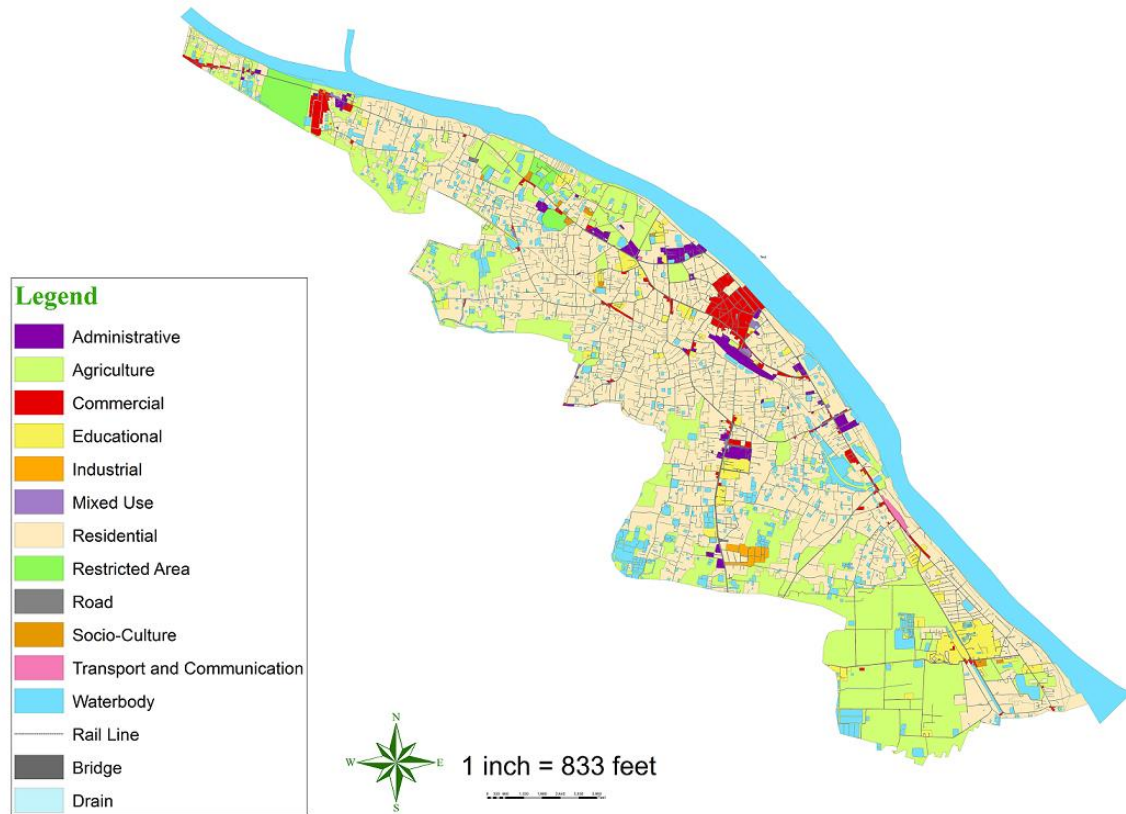 Legend
Administrative
Agriculture
Commercial
Educational
Industrial
Mixed Use
Residential
Restricted Area
Road
Socio-Culture
Transport and Communication
Waterbody
Rail Line
Bridge
Drain
N
W E
S
1 inch = 833 feet